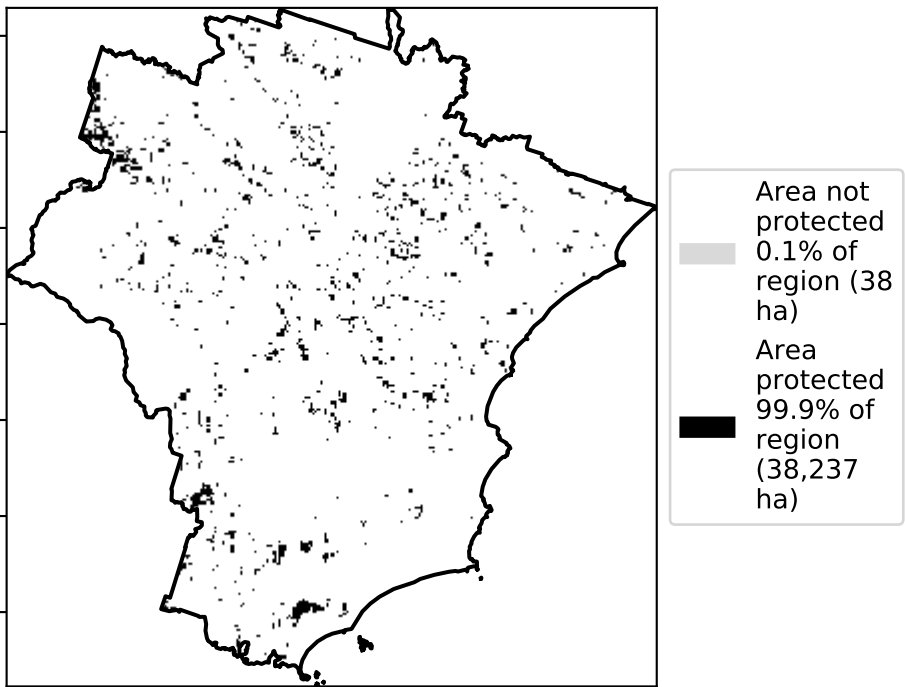 Area not
protected
0.1% of
region (38
ha)
Area
protected
99.9% of
region
(38,237
ha)